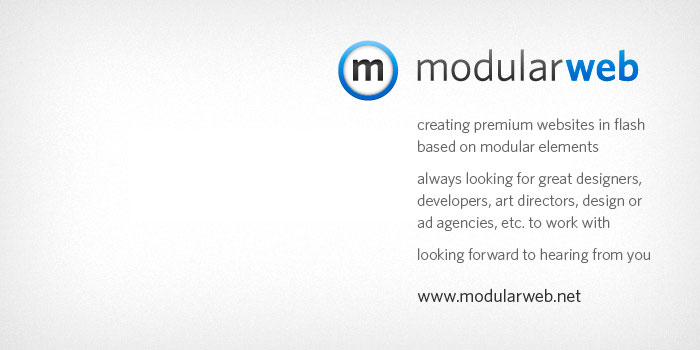 m modularweb
creating premium websites in flash
based on modular elements
always looking for great designers,
developers, art directors, design or
ad agencies, etc. to work with
looking forward to hearing from you
www.modularweb.net